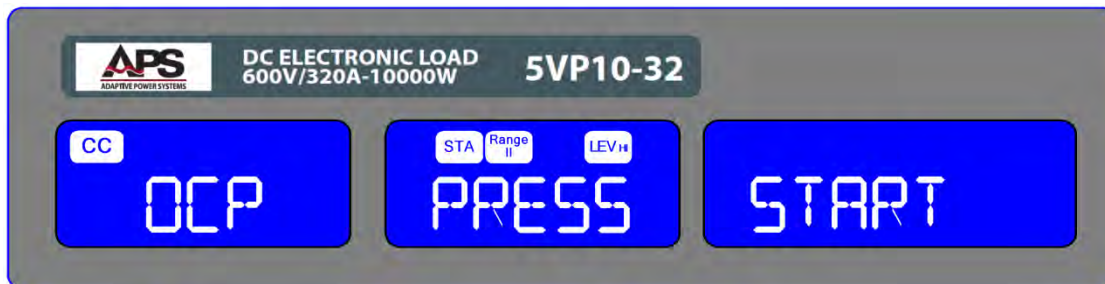 APS
ADAPTIVE POWER SYSTEMS
DC ELECTRONIC LOAD
600V/320A-10000W
5VP10-32
CC
OCP
STA
Range
II
LEV HI
PRESS
START